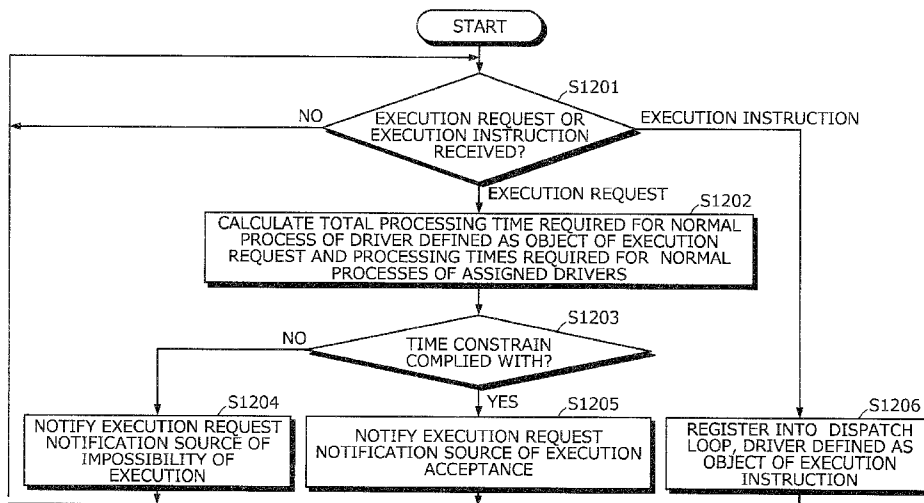 START
S1201
NO
EXECUTION REQUEST OR
EXECUTION INSTRUCTION
RECEIVED?
EXECUTION INSTRUCTION
EXECUTION REQUEST
S1202
CALCULATE TOTAL PROCESSING TIME REQUIRED FOR NORMAL
PROCESS OF DRIVER DEFINED AS OBJECT OF EXECUTION
REQUEST AND PROCESSING TIMES REQUIRED FOR NORMAL
PROCESSES OF ASSIGNED DRIVERS
S1203
NO
TIME CONSTRAIN
COMPLIED WITH?
YES
S1204
NOTIFY EXECUTION REQUEST
NOTIFICATION SOURCE OF
IMPOSSIBILITY OF
EXECUTION
S1205
NOTIFY EXECUTION REQUEST
NOTIFICATION SOURCE OF EXECUTION
ACCEPTANCE
S1206
REGISTER INTO DISPATCH
LOOP, DRIVER DEFINED AS
OBJECT OF EXECUTION
INSTRUCTION